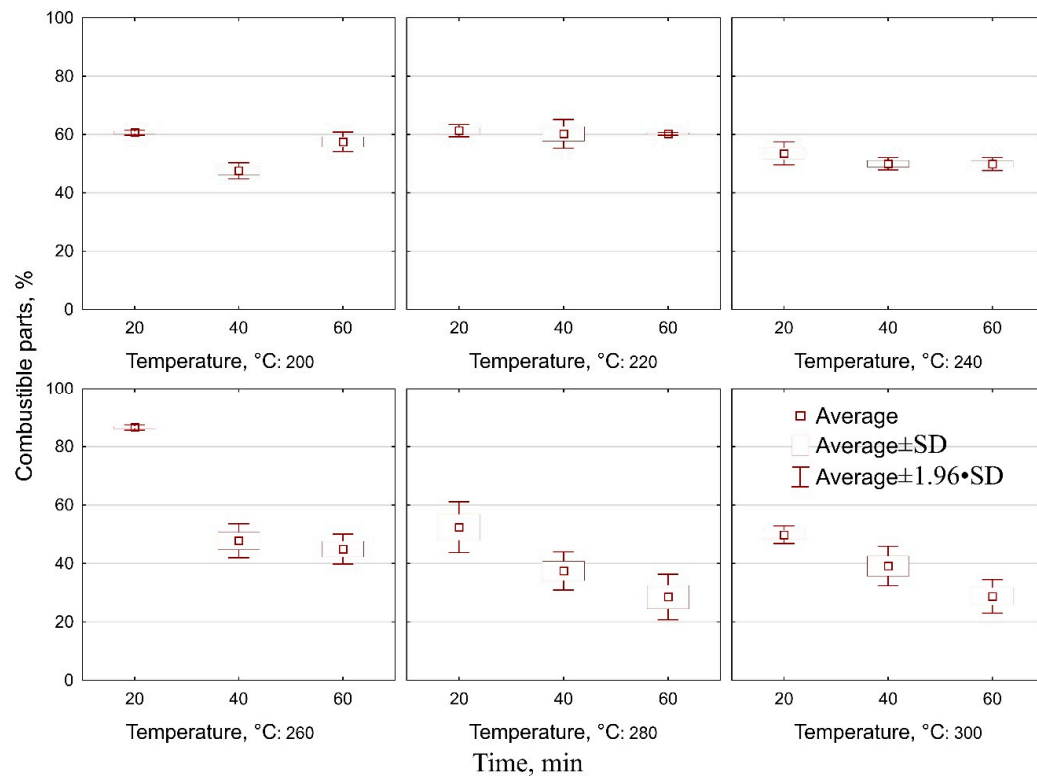 100
80
60
40
20
0
20 40 60
20 40 60
20 40 60
Temperature, °C: 200
Temperature, °C: 220
Temperature, °C: 240
Combustible parts, %
100
80
60
40
20
0
Average
Average±SD
Average±1.96•SD
20 40 60
20 40 60
20 40 60
Temperature, °C: 260
Temperature, °C: 280
Temperature, °C: 300
Time, min